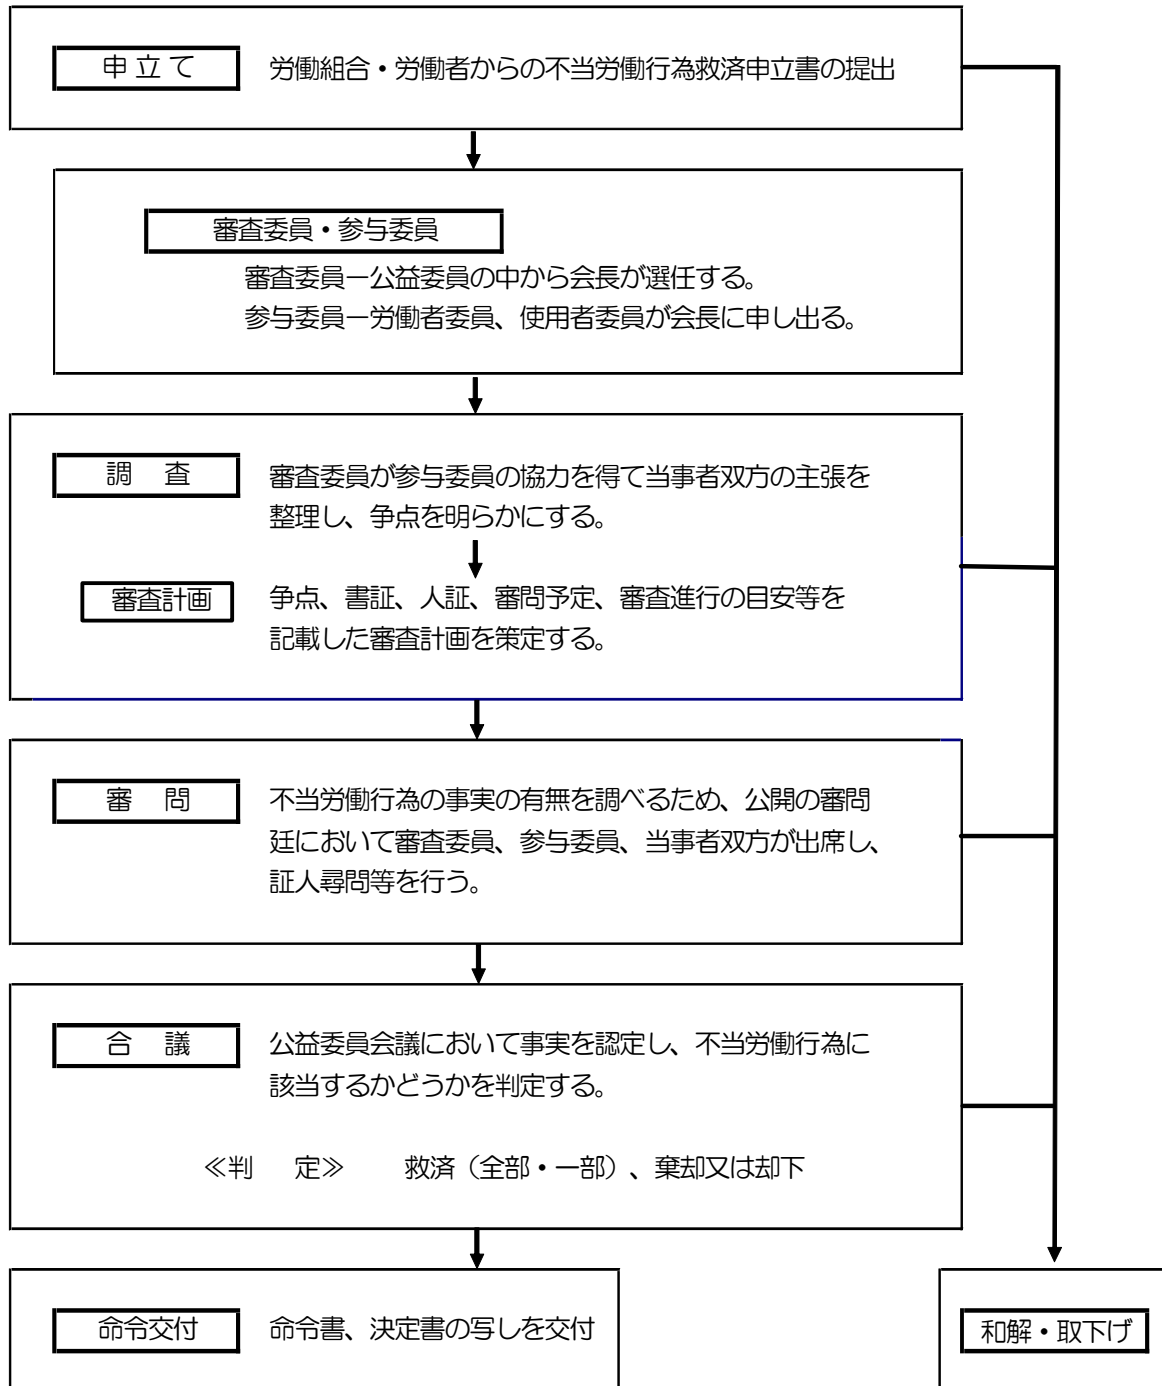 申 立 て 労働組合・労働者からの不当労働行為救済申立書の提出
審査委員・参与委員
審査委員－公益委員の中から会長が選任する。
参与委員－労働者委員、使用者委員が会長に申し出る。
調　査 審査委員が参与委員の協力を得て当事者双方の主張を
整理し、争点を明らかにする。
審査計画 争点、書証、人証、審問予定、審査進行の目安等を
記載した審査計画を策定する。
審　問 不当労働行為の事実の有無を調べるため、公開の審問
廷において審査委員、参与委員、当事者双方が出席し、
証人尋問等を行う。
合　議 公益委員会議において事実を認定し、不当労働行為に
該当するかどうかを判定する。
≪判　定≫　救済（全部・一部）、棄却又は却下
命令交付 命令書、決定書の写しを交付
和解・取下げ